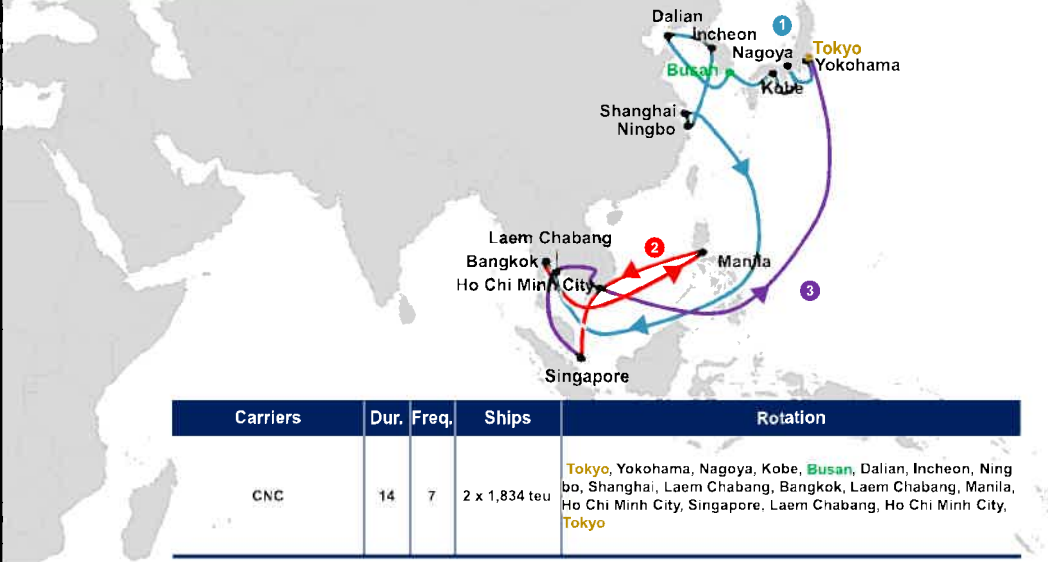 Dalian
Incheon
1
Nagoya
Tokyo
Yokohama
Busan
Kobe
Shanghai
Ningbo
Laem Chabang
2
Bangkok
Manila
Ho Chi Minh City
3
Singapore
Carriers Dur. Freq. Ships Rotation
Tokyo, Yokohama, Nagoya, Kobe, Busan, Dalian, Incheon, Ning
bo, Shanghai, Laem Chabang, Bangkok, Laem Chabang, Manila,
CNC 14 7 2 x 1,834 teu
Ho Chi Minh City, Singapore, Laem Chabang, Ho Chi Minh City,
Tokyo